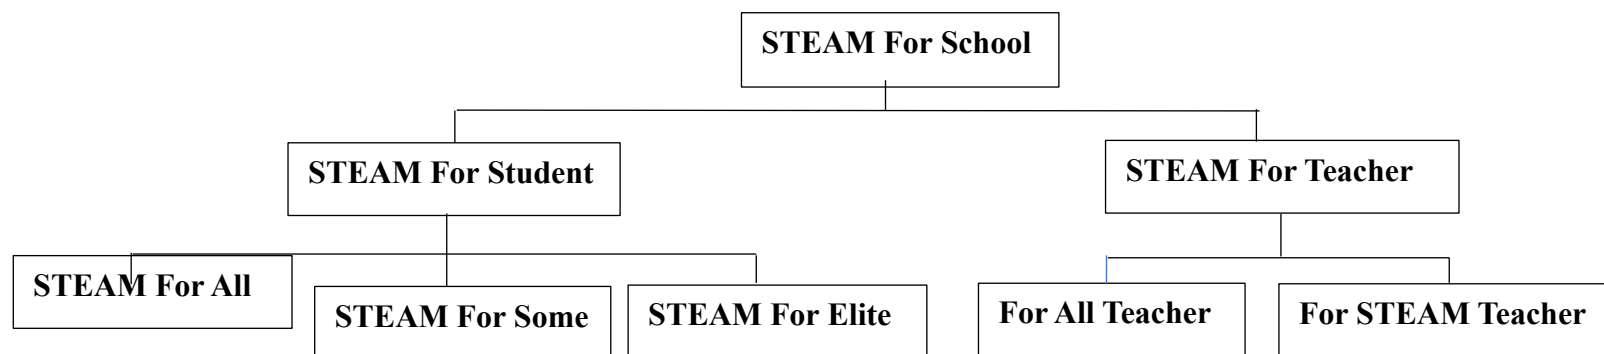 STEAM For School
STEAM For Student
STEAM For Teacher
STEAM For All
STEAM For Some
STEAM For Elite
For All Teacher
For STEAM Teacher